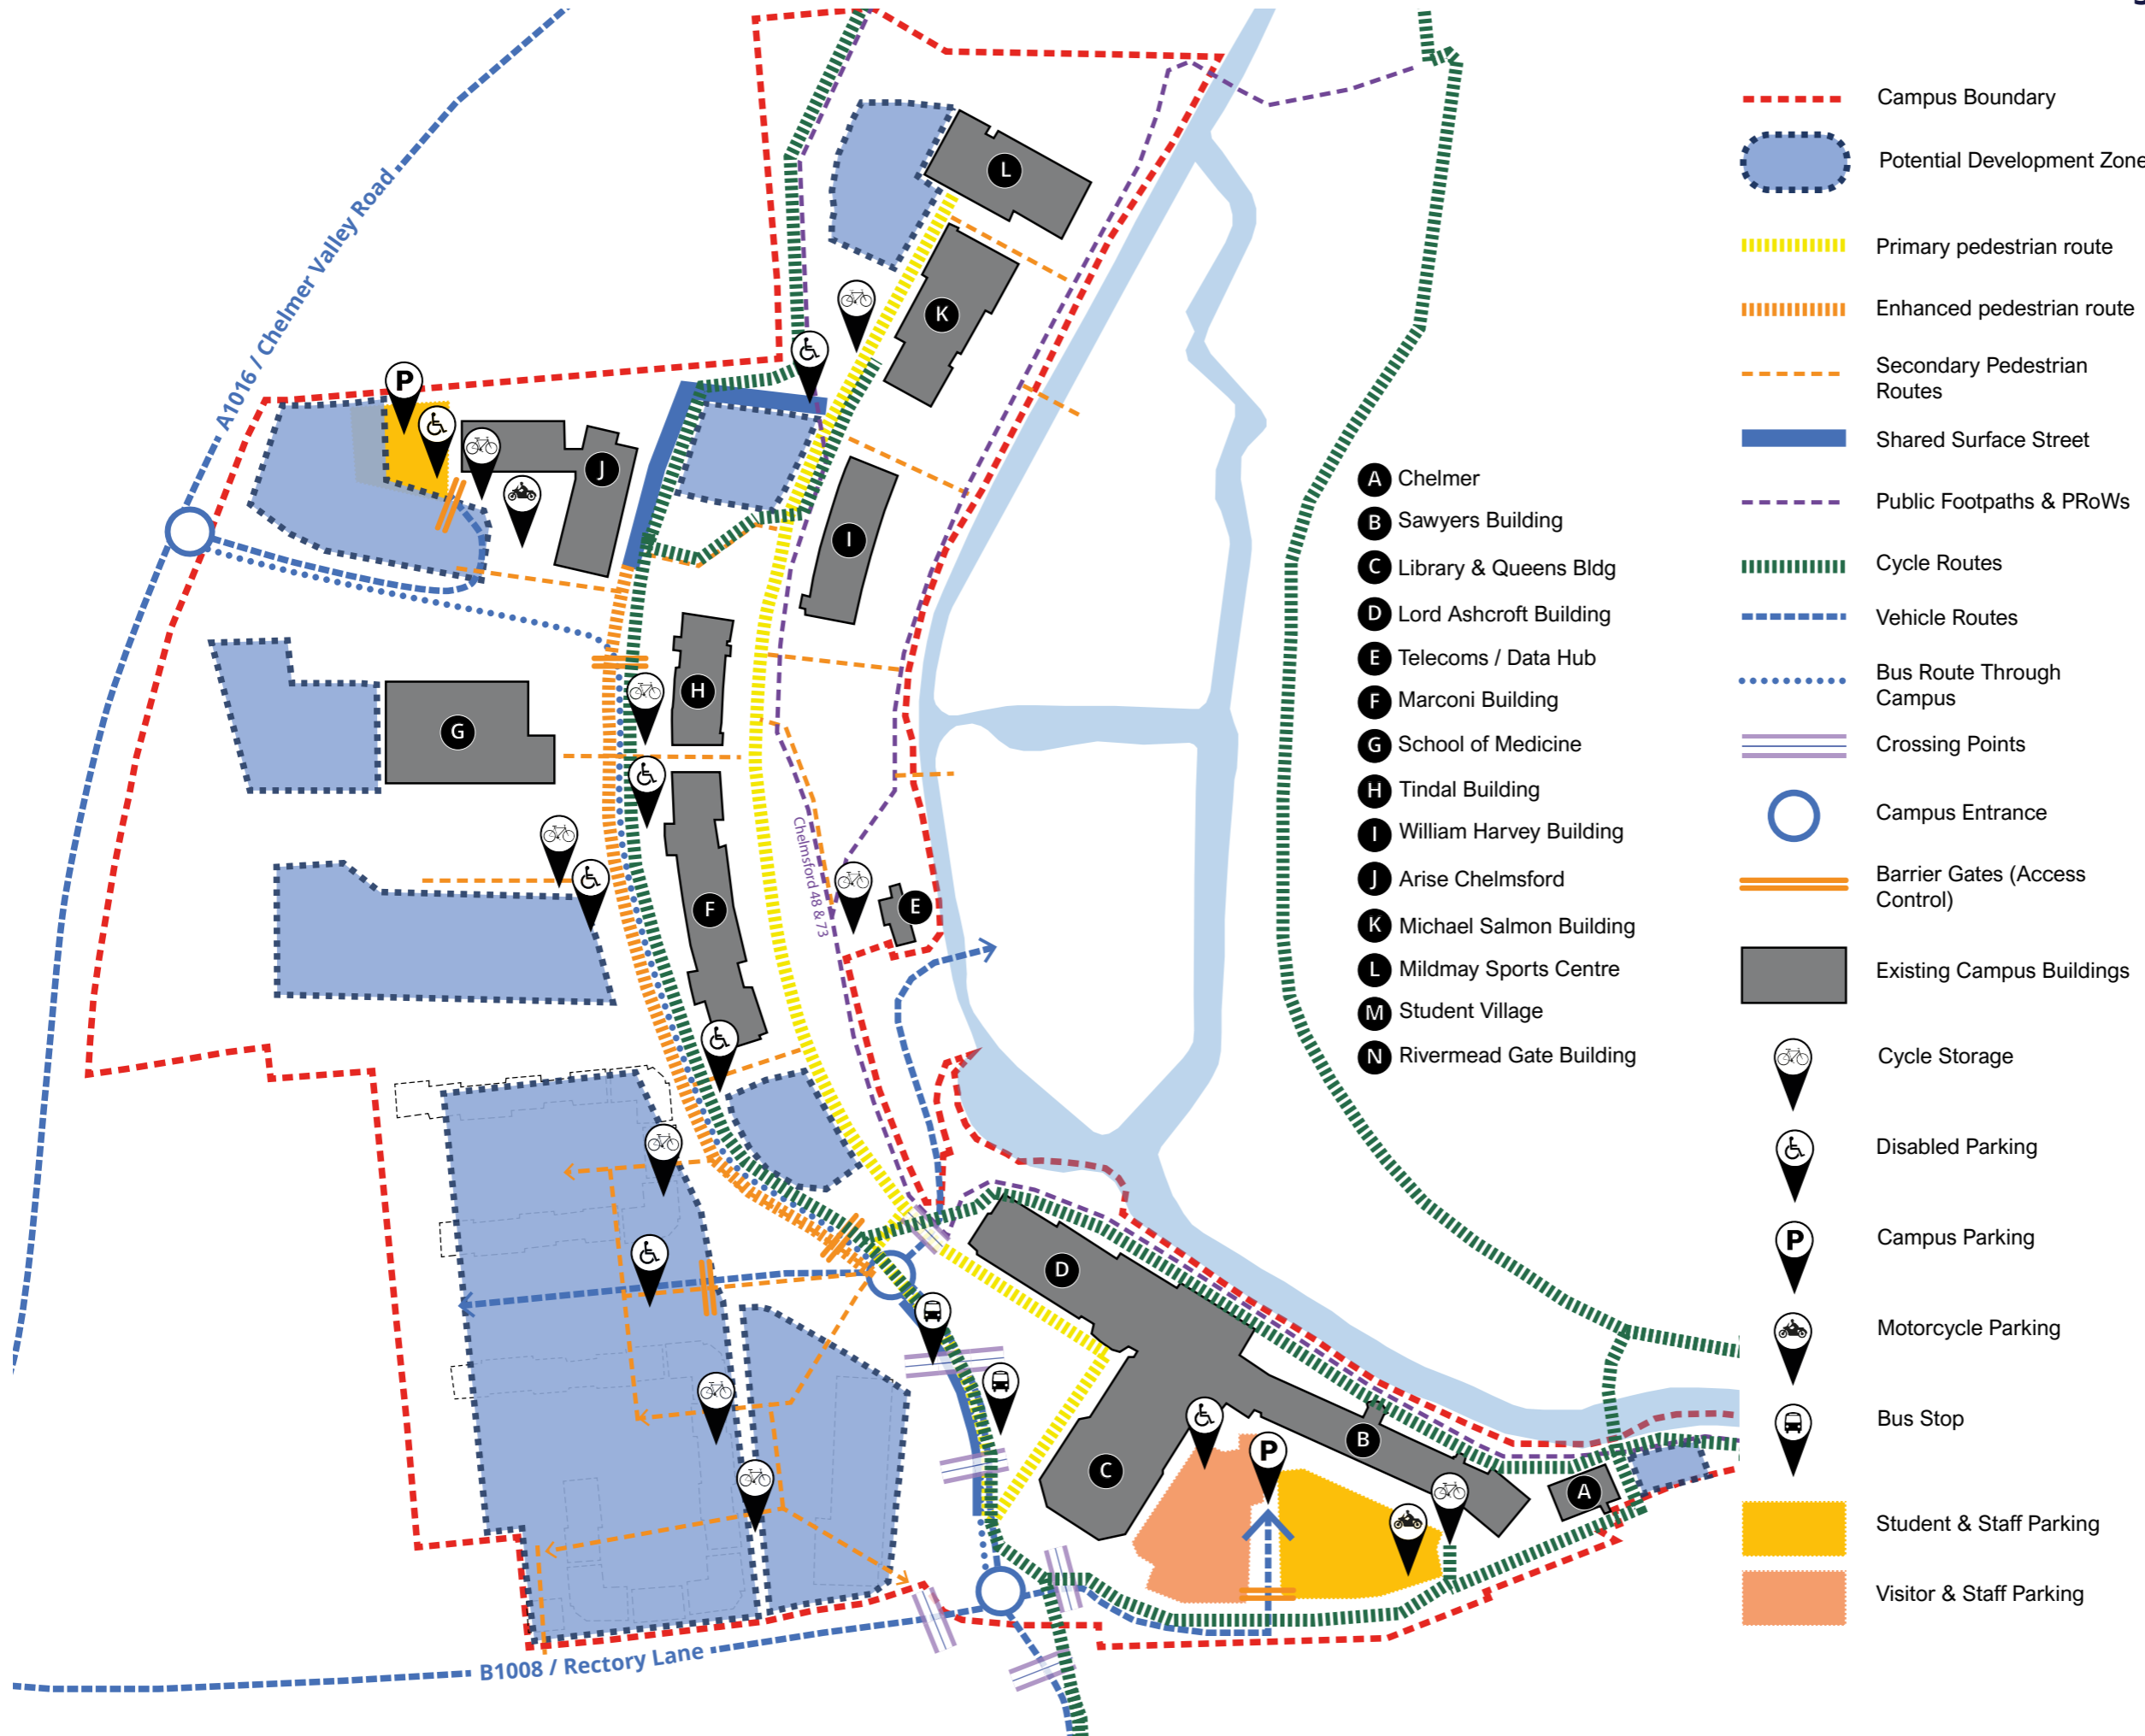 Campus Boundary
Potential Development Zone
Primary pedestrian route
Enhanced pedestrian route
Secondary Pedestrian
Routes
Shared Surface Street
Public Footpaths & PRoWs
Cycle Routes
Vehicle Routes
Bus Route Through
Campus
Crossing Points
Campus Entrance
Barrier Gates (Access
Control)
Existing Campus Buildings
Cycle Storage
Disabled Parking
P Campus Parking
Motorcycle Parking
Bus Stop
Student & Staff Parking
Visitor & Staff Parking
A Chelmer
B Sawyers Building
C Library & Queens Bldg
D Lord Ashcroft Building
E Telecoms / Data Hub
F Marconi Building
G School of Medicine
H Tindal Building
I William Harvey Building
J Arise Chelmsford
K Michael Salmon Building
L Mildmay Sports Centre
M Student Village
N Rivermead Gate Building
A1016 / Chelmer Valley Road
L
K
P
J
I
H
G
Chelmsford 48 & 73
F
E
D
B
P
C
A
B1008 / Rectory Lane